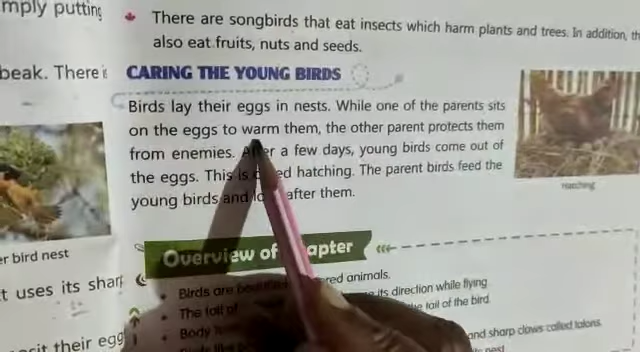 mply putting
There are songbirds that eat insects which harm plants and trees. In addition, th
also eat fruits, nuts and seeds.
beak. There i
CARING THE YOUNG BIRDS
Birds lay their eggs in nests. While one of the parents sits
on the eggs to warm them, the other parent protects them
from enemies. After a few days, young birds come out of
the eggs. This is ed hatching. The parent birds feed the
young birds and after them.
Hatching
er bird nest
Overview of apter
t uses its shar
Birds are red animals.
The tail of its direction while flying
the tail of the bird.
Body
and sharp claws called talons.
sit their egg
nest